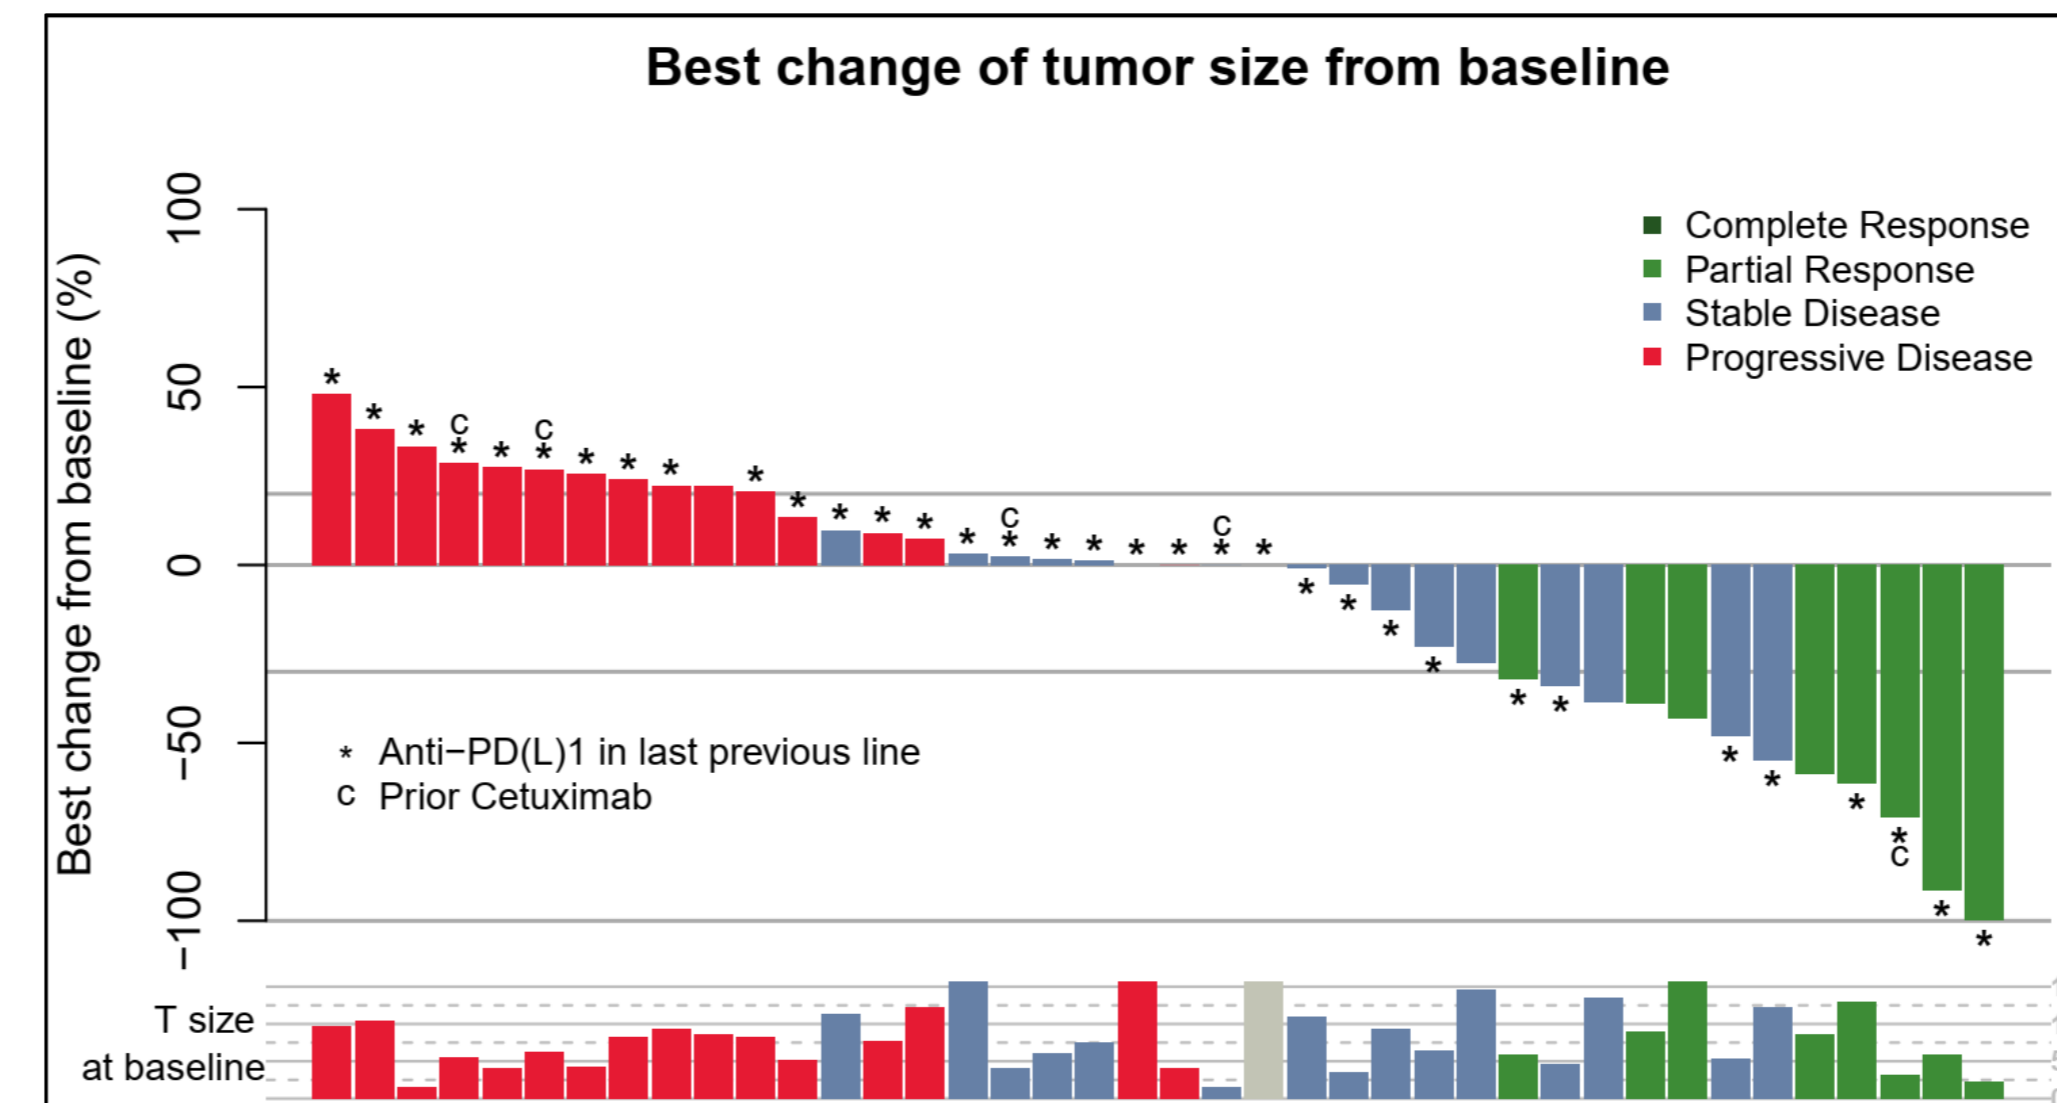 Best change of tumor size from baseline
Best change from baseline (%)
100
50
0
−50
−100
Complete Response
Partial Response
Stable Disease
Progressive Disease
* * * * * * * * * * * * * * * * * * * * * *
C C C C
* * * * * * * * * * * *
C
* Anti−PD(L)1 in last previous line
C Prior Cetuximab
T size
at baseline